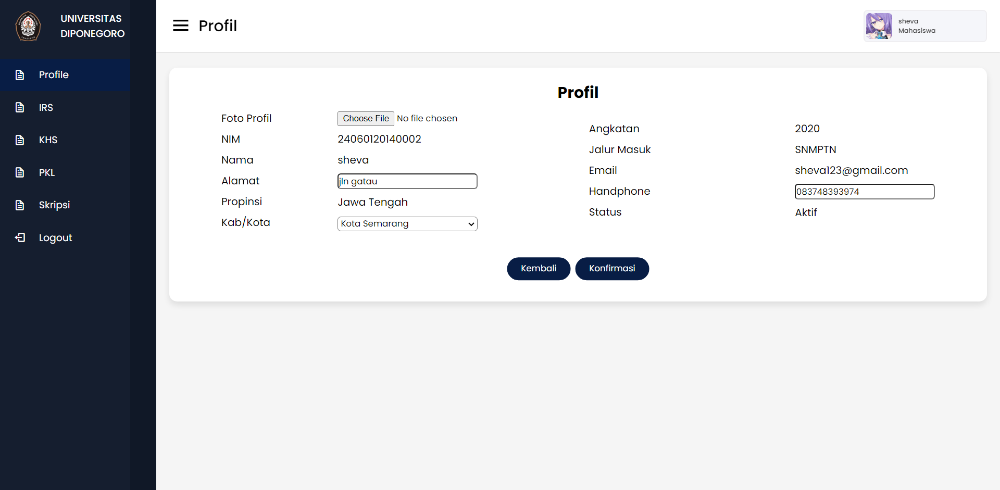 UNIVERSITAS
DIPONEGORO
Profile
IRS
KHS
PKL
Skripsi
Logout
Profil
sheva
Mahasiswa
Profil
Foto Profil Choose File No file chosen
NIM 24060120140002
Nama sheva
Alamat jln gatau
Propinsi Jawa Tengah
Kab/Kota Kota Semarang
Angkatan 2020
Jalur Masuk SNMPTN
Email sheva123@gmail.com
Handphone 083748393974
Status Aktif
Kembali Konfirmasi